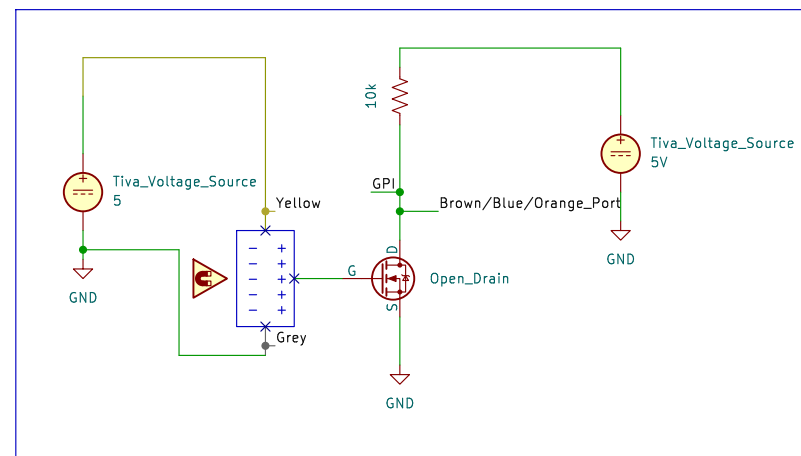 10k
Tiva_Voltage_Source
5V
Tiva_Voltage_Source
5
GPI
Yellow
Brown/Blue/Orange_Port
GND
D
G
Open_Drain
S
GND
Grey
GND